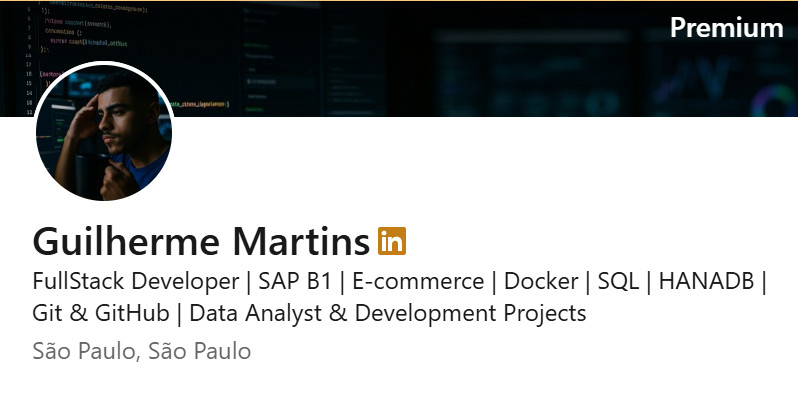 Premium
Guilherme Martins in
FullStack Developer | SAP B1 | E-commerce | Docker | SQL | HANADB |
Git & GitHub | Data Analyst & Development Projects
São Paulo, São Paulo